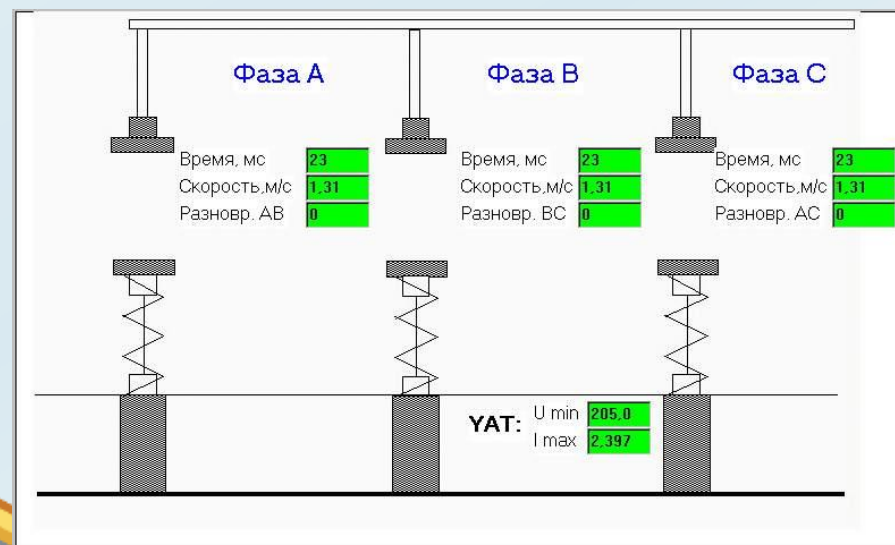 Фаза А
Фаза В
Фаза С
Время, мс 23
Скорость,м/с 1,31
Разновр. АВ 0
Время, мс 23
Скорость,м/с 1,31
Разновр. ВС 0
Время, мс 23
Скорость,м/с 1,31
Разновр. АС 0
YAT:
U min 205,0
I max 2,397